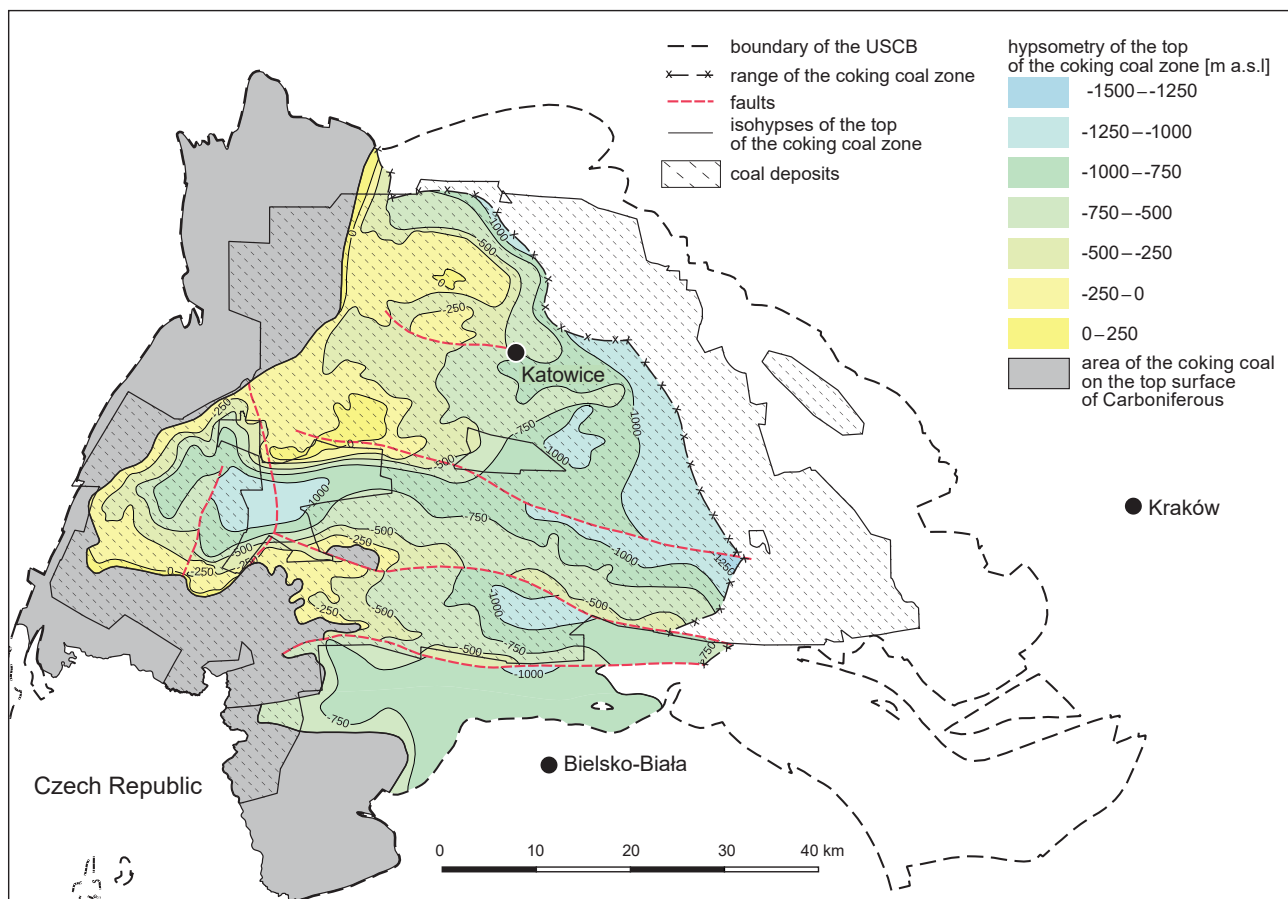 boundary of the USCB
range of the coking coal zone
faults
isohypses of the top
of the coking coal zone
coal deposits
hypsometry of the top
of the coking coal zone [m a.s.l]
-1500 – -1250
-1250 – -1000
-1000 – -750
-750 – -500
-500 – -250
-250 – 0
0 – 250
area of the coking coal
on the top surface
of Carboniferous
0
-1000
-500
0
-250
Katowice
-250
-750
-1000
0
-500
-1000
-1000
Kraków
-750
-500
-500
-250
-250
-1000
-1250
0
-250
-1000
-500
-250
-500
-750
-500
-750
-1000
-750
Bielsko-Biała
Czech Republic
0
10
20
30
40 km